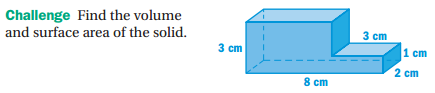 Challenge Find the volume
and surface area of the solid.
3 cm
3 cm
1 cm
2 cm
8 cm